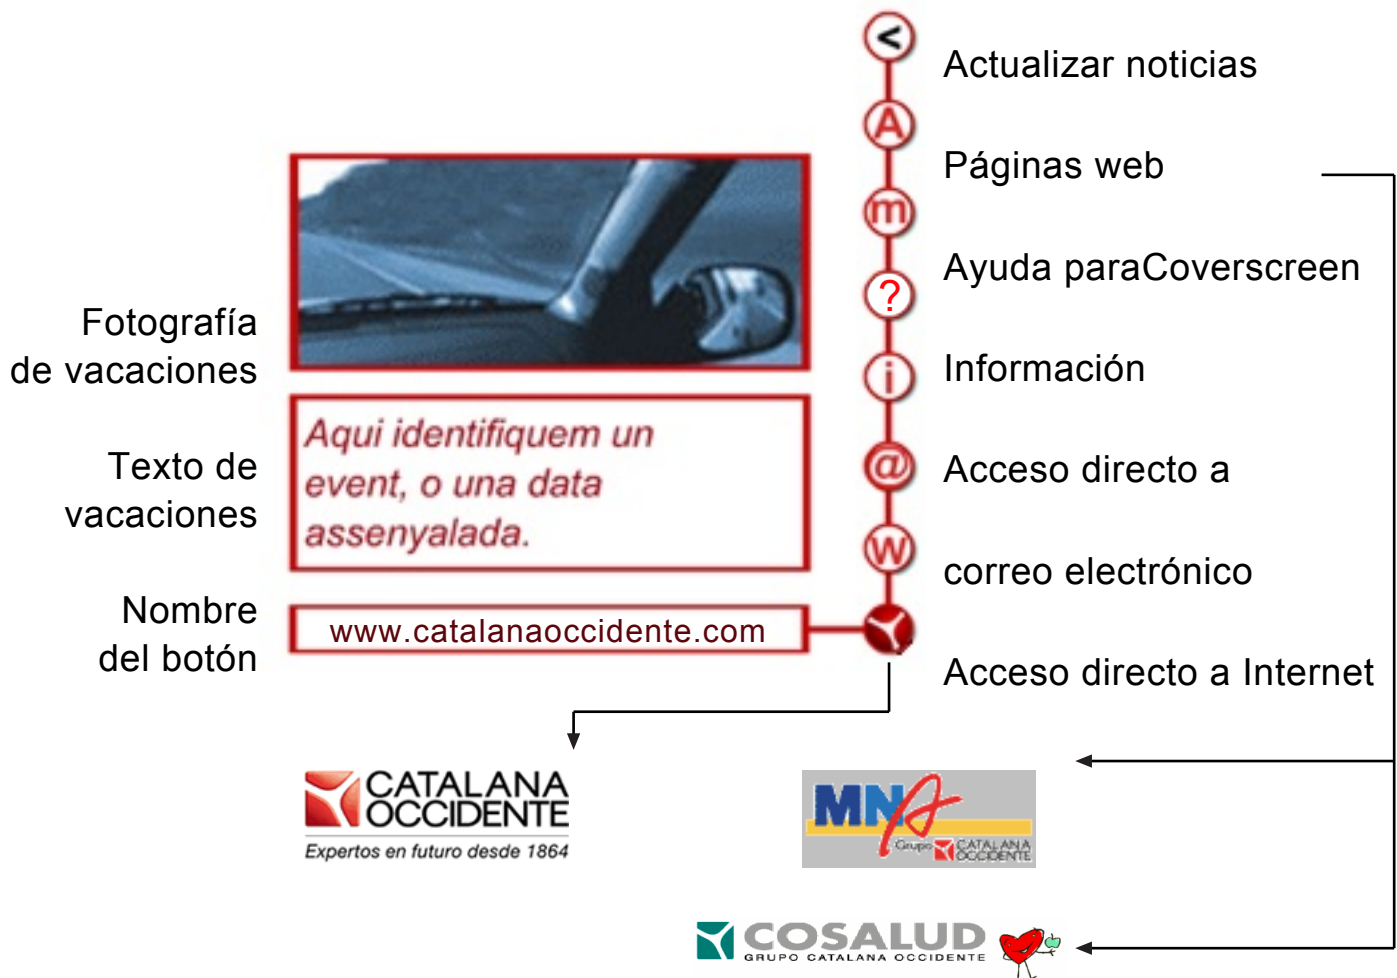 <
Actualizar noticias
A
Páginas web
m
Ayuda paraCoverscreen
?
Fotografía
de vacaciones
Información
i
Aqui identifiquem un
event, o una data
assenyalada.
Texto de
vacaciones
@
Acceso directo a
w
correo electrónico
Nombre
del botón
www.catalanaoccidente.com
Acceso directo a Internet
CATALANA
OCCIDENTE
Expertos en futuro desde 1864
MNA
Grupo CATALANA
OCCIDENTE
COSALUD
GRUPO CATALANA OCCIDENTE